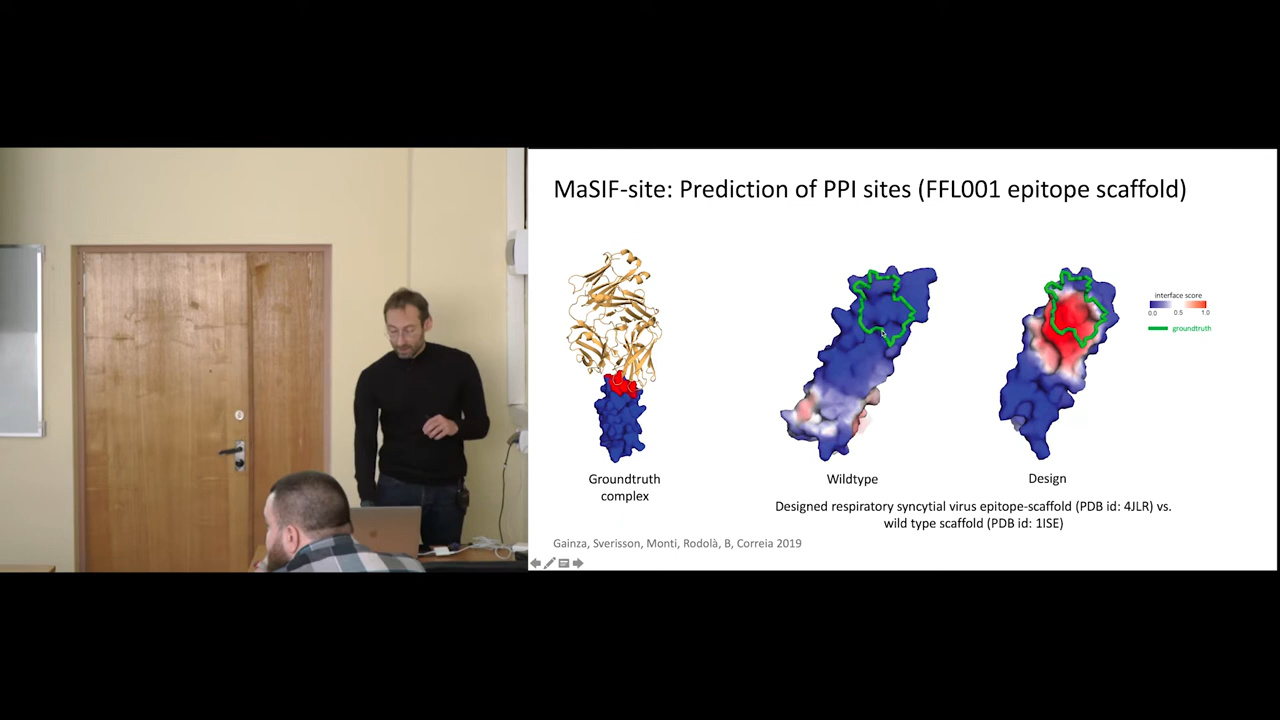 MaSIF-site: Prediction of PPI sites (FFL001 epitope scaffold)
interface score
0.0 0.5 1.0
groundtruth
Groundtruth
complex
Wildtype
Design
Designed respiratory syncytial virus epitope-scaffold (PDB id: 4JLR) vs.
wild type scaffold (PDB id: 1ISE)
Gainza, Sverisson, Monti, Rodolà, B, Correia 2019